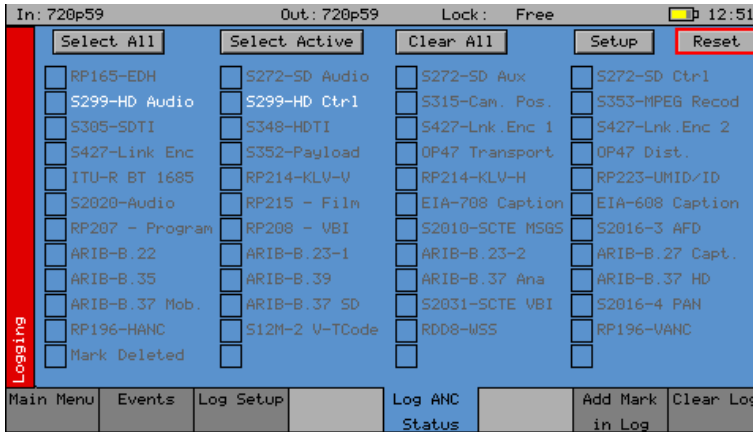 In: 720p59 Out: 720p59 Lock: Free 12:51
Select All Select Active Clear All Setup Reset
RP165-EDH S272-SD Audio S272-SD Aux S272-SD Ctrl
S299-HD Audio S299-HD Ctrl S315-Cam. Pos. S353-MPEG Recod
S305-SDTI S348-HDTI S427-Lnk.Enc 1 S427-Lnk.Enc 2
S427-Link Enc S352-Payload OP47 Transport OP47 Dist.
ITU-R BT 1685 RP214-KLV-V RP214-KLV-H RP223-UMID/ID
S2020-Audio RP215 - Film EIA-708 Caption EIA-608 Caption
RP207 - Program RP208 - VBI S2010-SCTE MSGS S2016-3 AFD
ARIB-B.22 ARIB-B.23-1 ARIB-B.23-2 ARIB-B.27 Capt.
ARIB-B.35 ARIB-B.39 ARIB-B.37 Ana ARIB-B.37 HD
ARIB-B.37 Mob. ARIB-B.37 SD S2031-SCTE VBI S2016-4 PAN
RP196-HANC S12M-2 V-TCode RDD8-WSS RP196-VANC
Mark Deleted
Logging
Main Menu Events Log Setup Log ANC Add Mark Clear Log
Status in Log